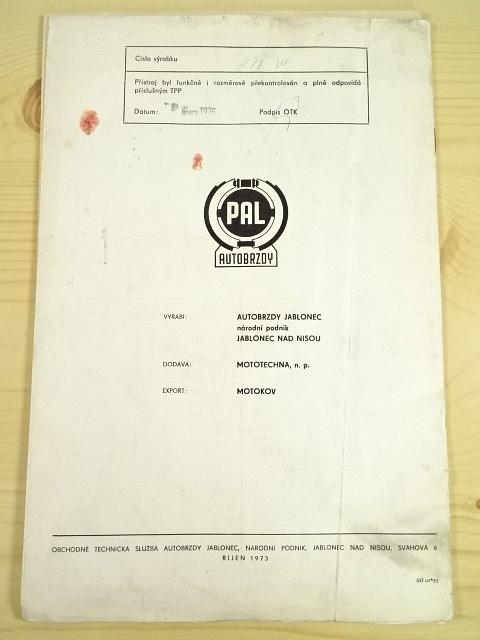 Číslo výrobku
Přístroj byl funkčně i rozměrově překontrolován a plně odpovídá
příslušným TPP
Datum: února 1976 Podpis OTK
PAL
AUTOBRZDY
VYRÁBÍ: AUTOBRZDY JABLONEC
národní podnik
JABLONEC NAD NISOU
DODÁVÁ: MOTOTECHNA, n. p.
EXPORT: MOTOKOV
OBCHODNĚ TECHNICKÁ SLUŽBA AUTOBRZDY JABLONEC, NÁRODNÍ PODNIK, JABLONEC NAD NISOU, SVAHOVÁ 6
ŘÍJEN 1973